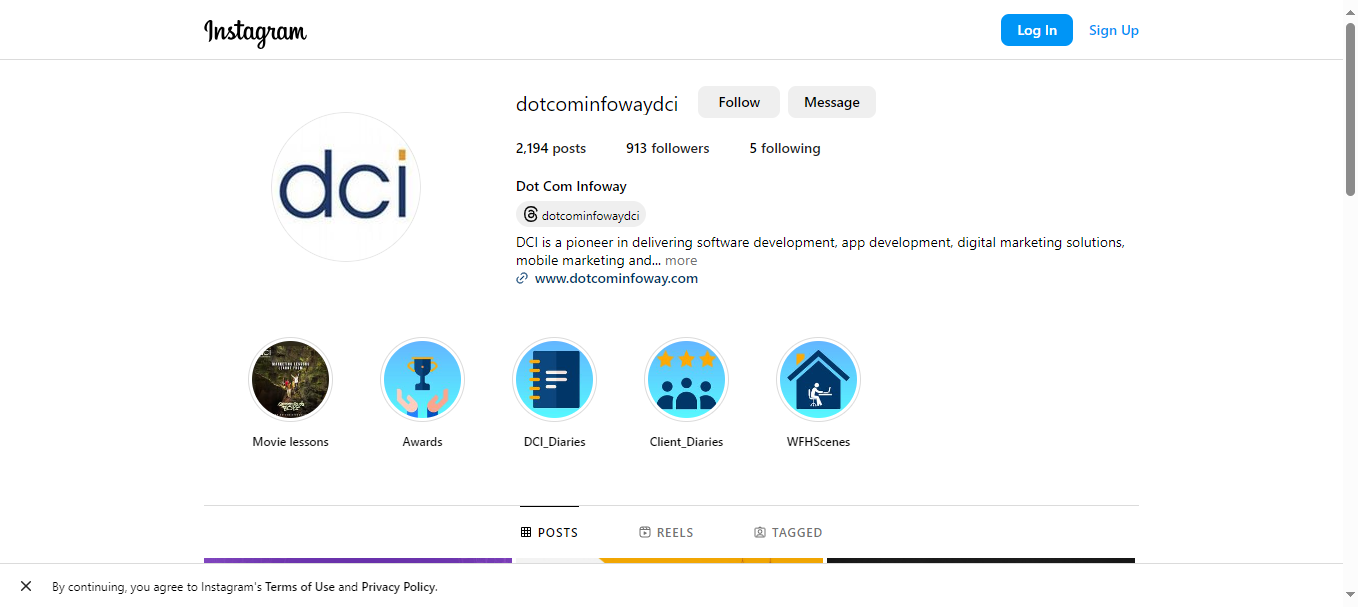 Instagram
Log In
Sign Up
dotcominfowaydci
Follow
Message
2,194 posts
913 followers
5 following
dci
Dot Com Infoway
dotcominfowaydci
DCI is a pioneer in delivering software development, app development, digital marketing solutions,
mobile marketing and... more
www.dotcominfoway.com
Movie lessons
Awards
DCI_Diaries
Client_Diaries
WFHScenes
POSTS
REELS
TAGGED
By continuing, you agree to Instagram's Terms of Use and Privacy Policy.